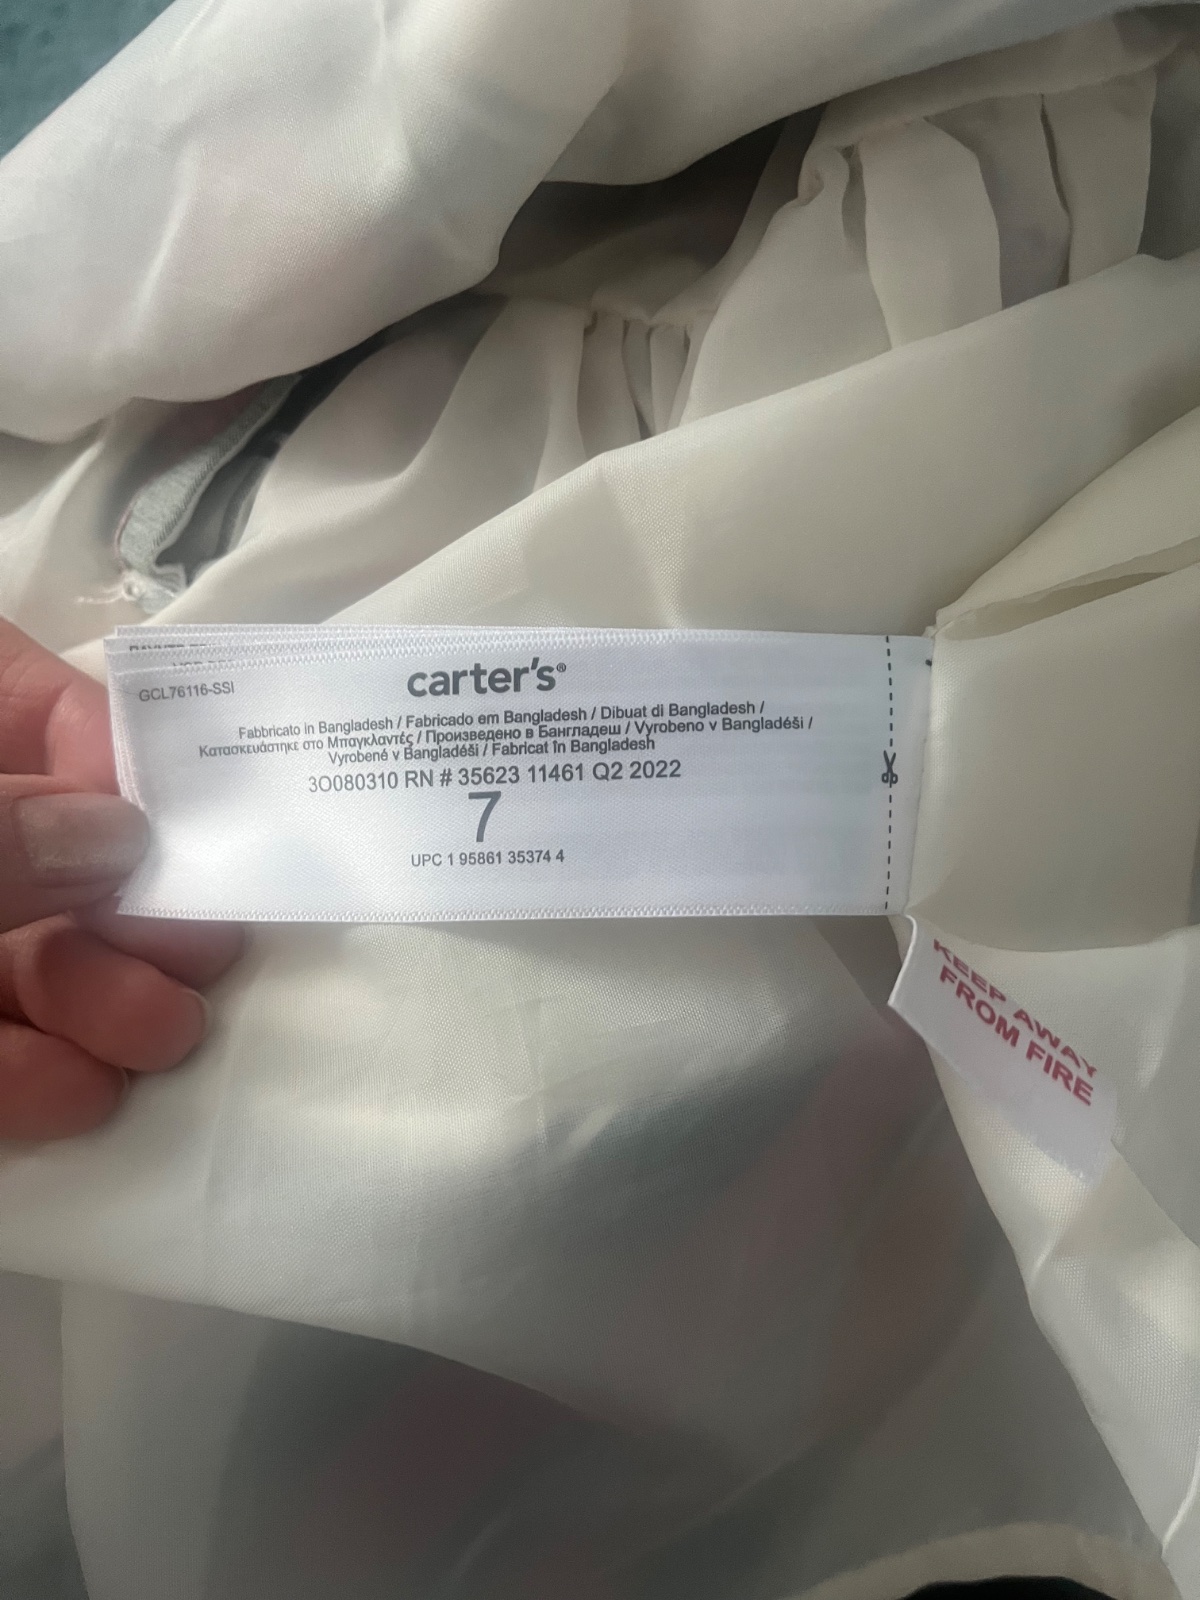 GCL76116-SSI
carter's®
Fabbricato in Bangladesh / Fabricado em Bangladesh / Dibuat di Bangladesh /
Κατασκευάστηκε στο Μπαγκλαντές / Произведено в Бангладеш / Vyrobeno v Bangladéši /
Vyrobené v Bangladéši / Fabricat în Bangladesh
3O080310 RN # 35623 11461 Q2 2022
7
UPC 1 95861 35374 4
KEEP AWAY
FROM FIRE